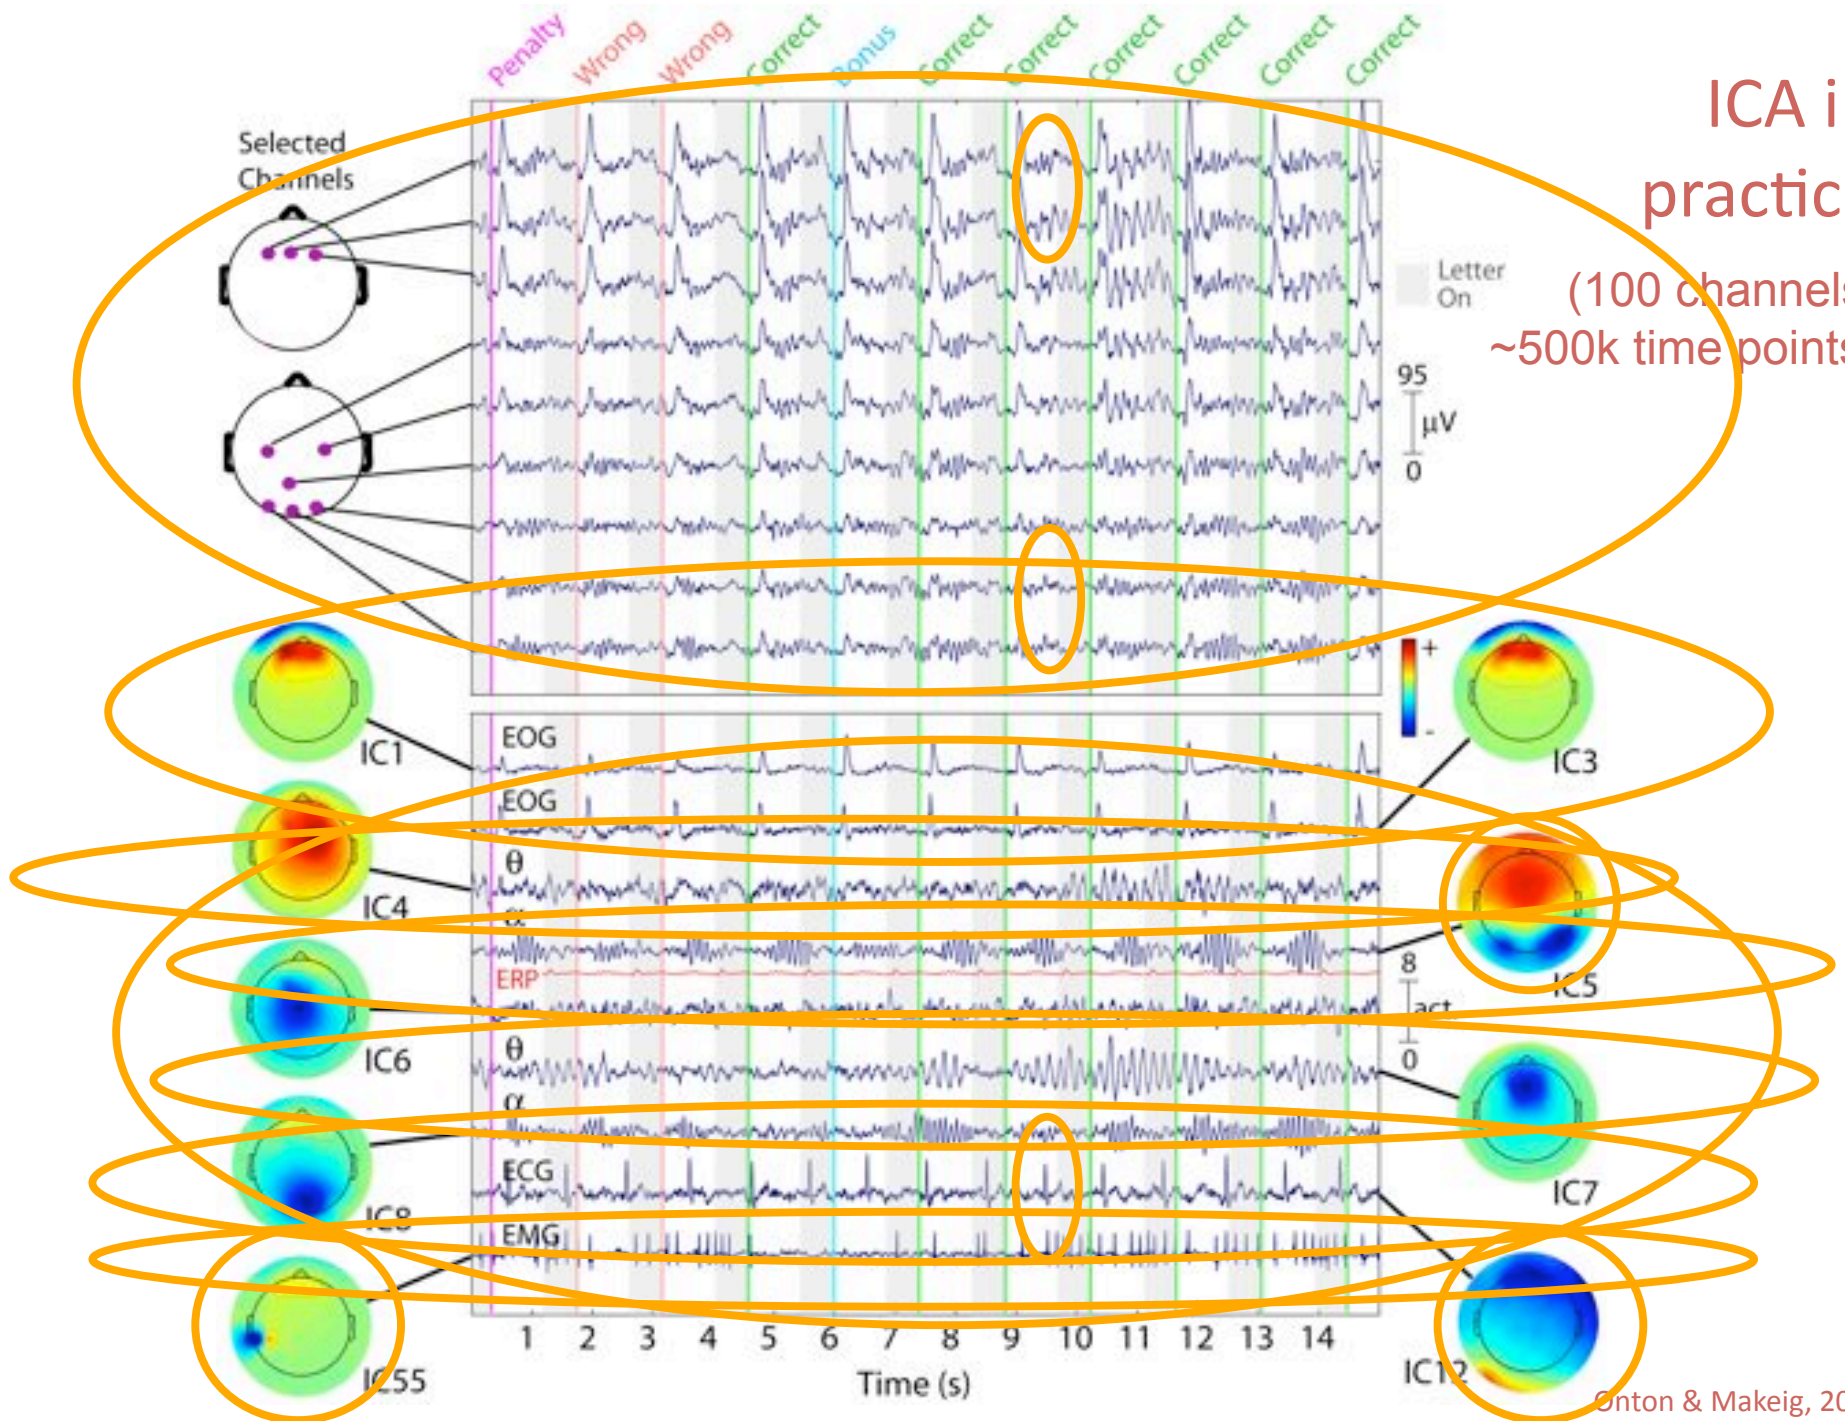 Penalty Wrong Wrong Correct Bonus Correct Correct Correct Correct Correct Correct
ICA i
practic
(100 channels
~500k time points
Selected
Channels
Letter
On
95
μV
0
+
-
IC1
IC3
EOG
EOG
IC4
θ
α
IC5
ERP
8
act
0
IC6
θ
IC7
α
IC8
ECG
EMG
IC55
IC12
1 2 3 4 5 6 7 8 9 10 11 12 13 14
Time (s)
Onton & Makeig, 20